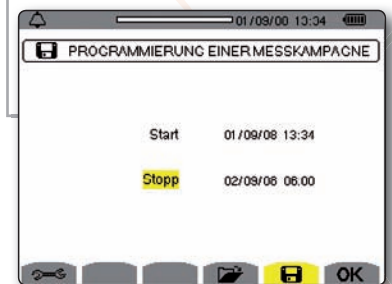 01/09/08 13:34
PROGRAMMIERUNG EINER MESSKAMPAGNE
Start 01/09/08 13:34
Stopp 02/09/08 06:00
OK